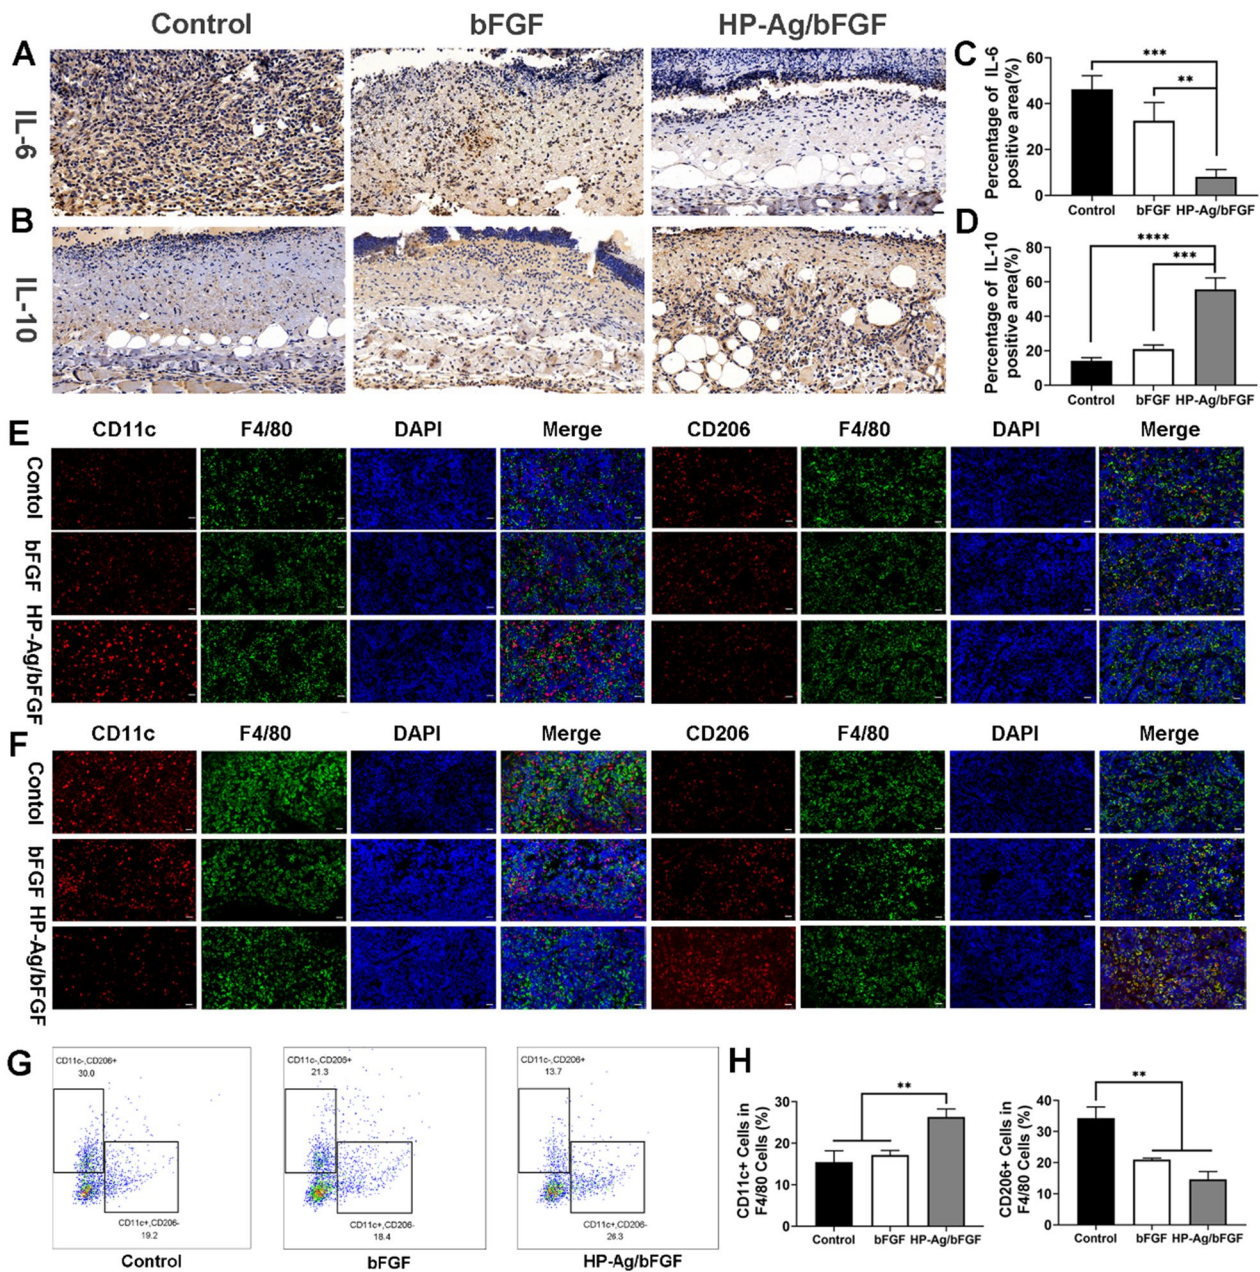 Control bFGF HP-Ag/bFGF
A
IL-6
B
IL-10
C
Percentage of IL-6
positive area(%)
60
40
20
0
***
**
Control bFGF HP-Ag/bFGF
D
Percentage of IL-10
positive area(%)
80
60
40
20
0
****
***
Control bFGF HP-Ag/bFGF
E
CD11c F4/80 DAPI Merge CD206 F4/80 DAPI Merge
Contol
bFGF
HP-Ag/bFGF
F
CD11c F4/80 DAPI Merge CD206 F4/80 DAPI Merge
Contol
bFGF
HP-Ag/bFGF
G
CD11c-,CD206+
30.0
CD11c+,CD206-
19.2
Control
CD11c-,CD206+
21.3
CD11c+,CD206-
18.4
bFGF
CD11c-,CD206+
13.7
CD11c+,CD206-
26.3
HP-Ag/bFGF
H
CD11c+ Cells in
F4/80 Cells (%)
30
20
10
0
**
Control bFGF HP-Ag/bFGF
CD206+ Cells in
F4/80 Cells (%)
40
30
20
10
0
**
Control bFGF HP-Ag/bFGF